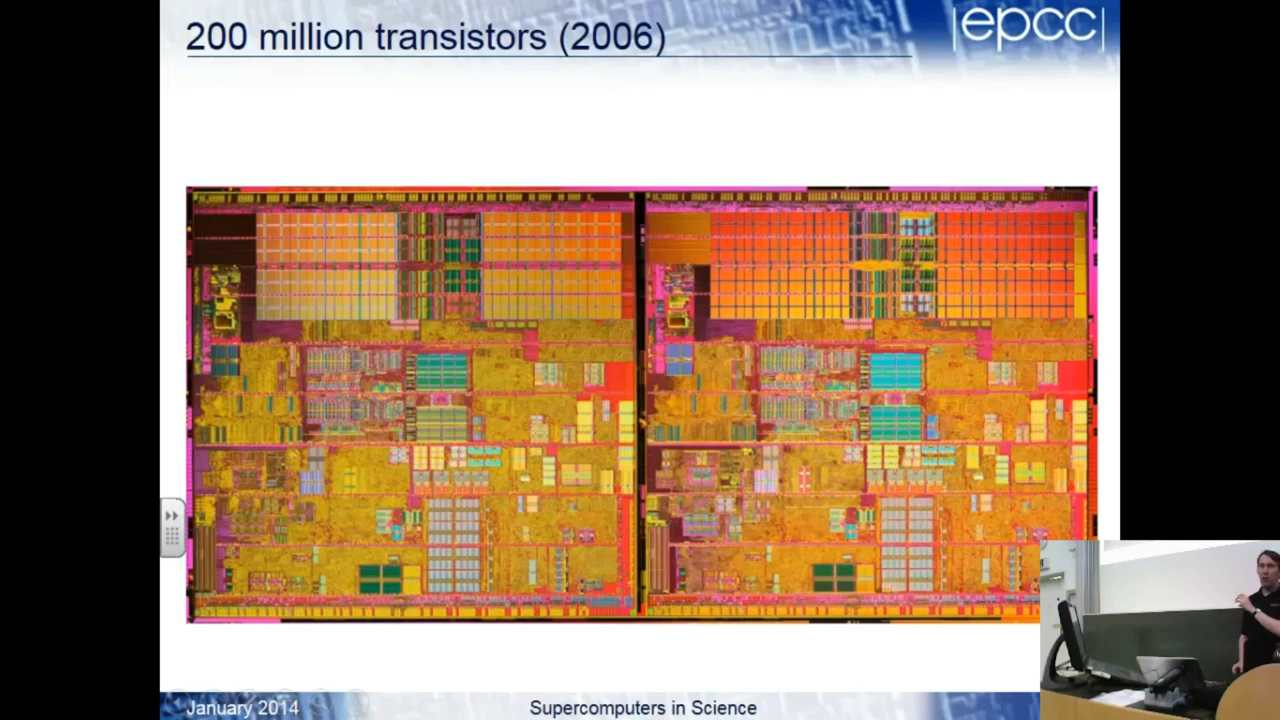 200 million transistors (2006)
|epcc|
January 2014
Supercomputers in Science